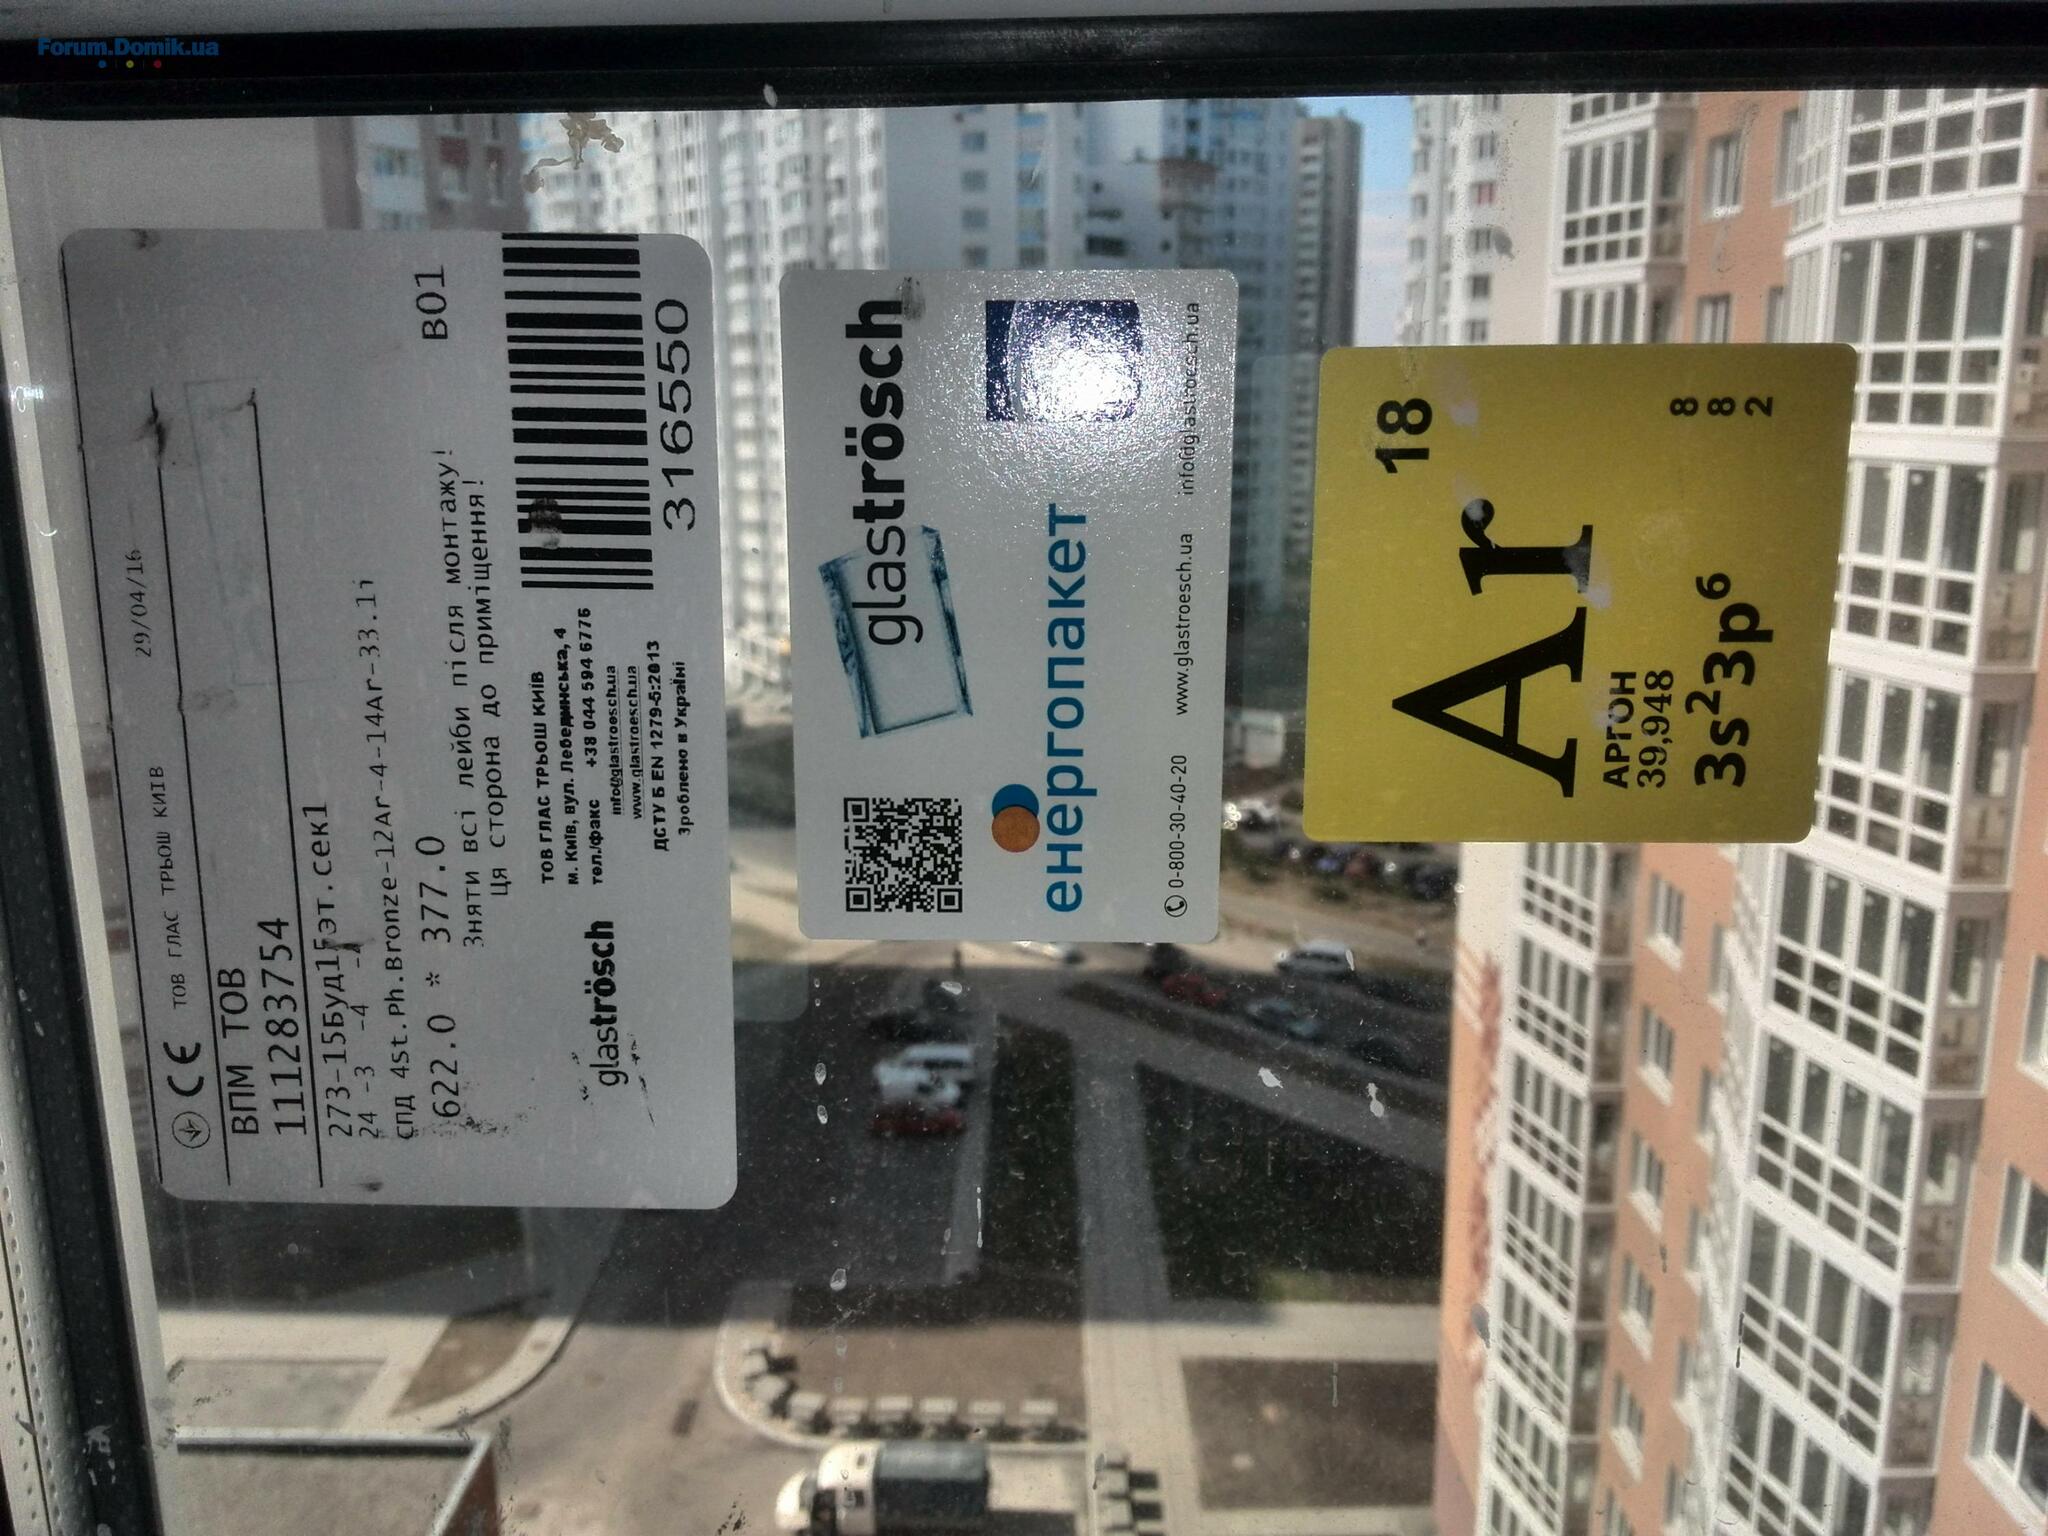 Forum.Domik.ua
CE ТОВ ГЛАС ТРЬОШ КИЇВ 29/04/16
ВПМ ТОВ
111283754
273-15Буд15эт.сек1
24 -3 -4 -4
СПД 4st.Ph.Bronze-12Ar-4-14Ar-33.1i
622.0 * 377.0 B01
Зняти всі лейби після монтажу!
Ця сторона до приміщення!
glaströsch
ТОВ ГЛАС ТРЬОШ КИЇВ
м. Київ, вул. Лебединська, 4
тел./факс +38 044 594 6775
info@glastroesch.ua
www.glastroesch.ua
ДСТУ Б EN 1279-5:2013
Зроблено в Україні
316550
glaströsch
енергопакет
0-800-30-40-20 www.glastroesch.ua info@glastroesch.ua
18
Ar
АРГОН
39,948
3s²3p⁶
8
8
2